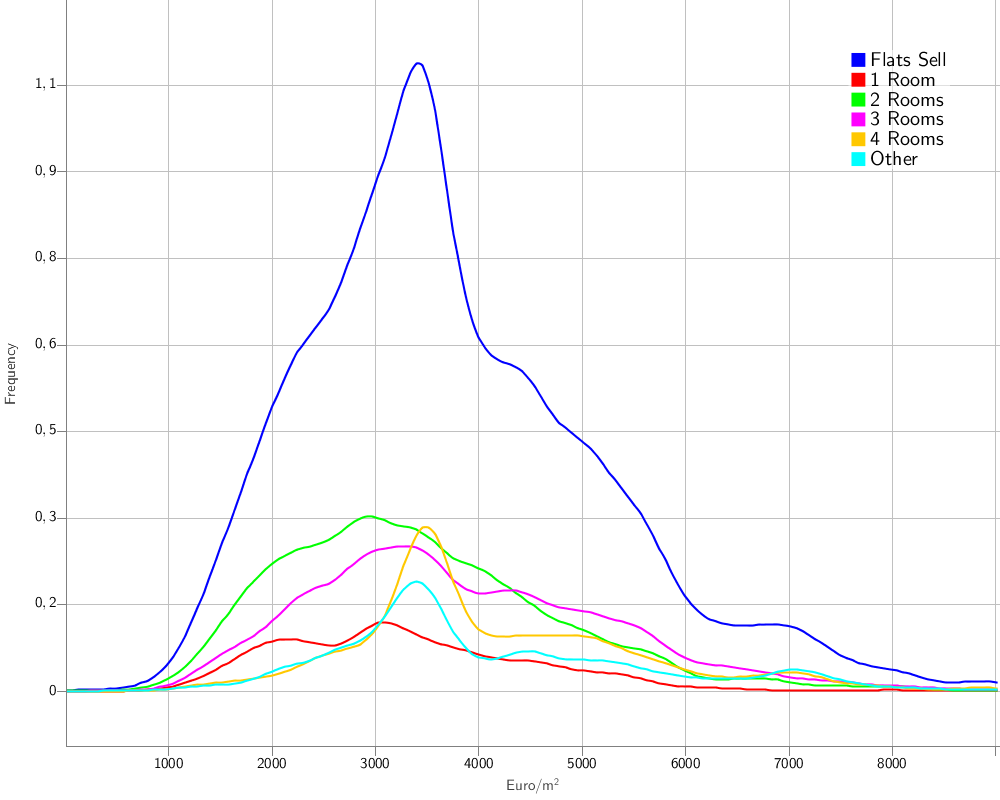 Flats Sell
1 Room
2 Rooms
3 Rooms
4 Rooms
Other
1, 1
0, 9
0, 8
0, 6
0, 5
0, 3
0, 2
0
Frequency
1000 2000 3000 4000 5000 6000 7000 8000
Euro/m²